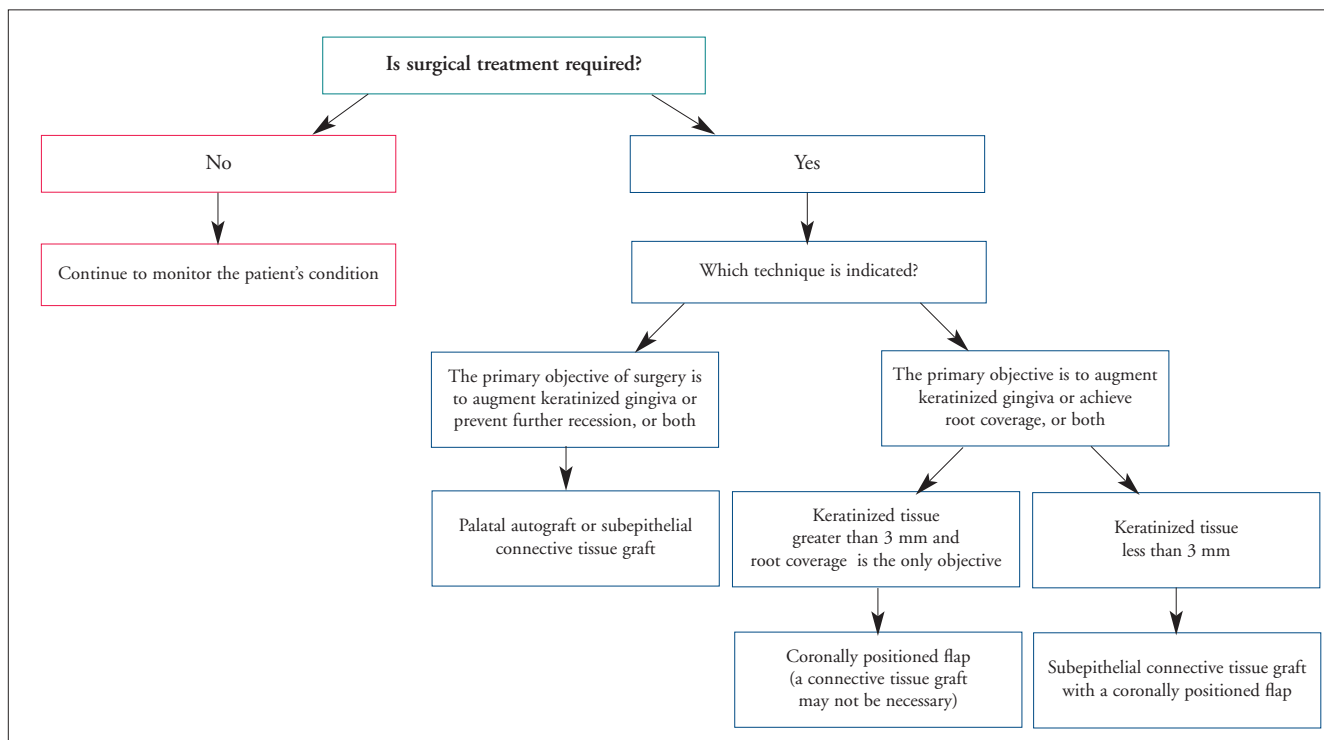 Is surgical treatment required?
No
Yes
Continue to monitor the patient’s condition
Which technique is indicated?
The primary objective of surgery is
to augment keratinized gingiva or
prevent further recession, or both
The primary objective is to augment
keratinized gingiva or achieve
root coverage, or both
Palatal autograft or subepithelial
connective tissue graft
Keratinized tissue
greater than 3 mm and
root coverage is the only objective
Keratinized tissue
less than 3 mm
Coronally positioned flap
(a connective tissue graft
may not be necessary)
Subepithelial connective tissue graft
with a coronally positioned flap